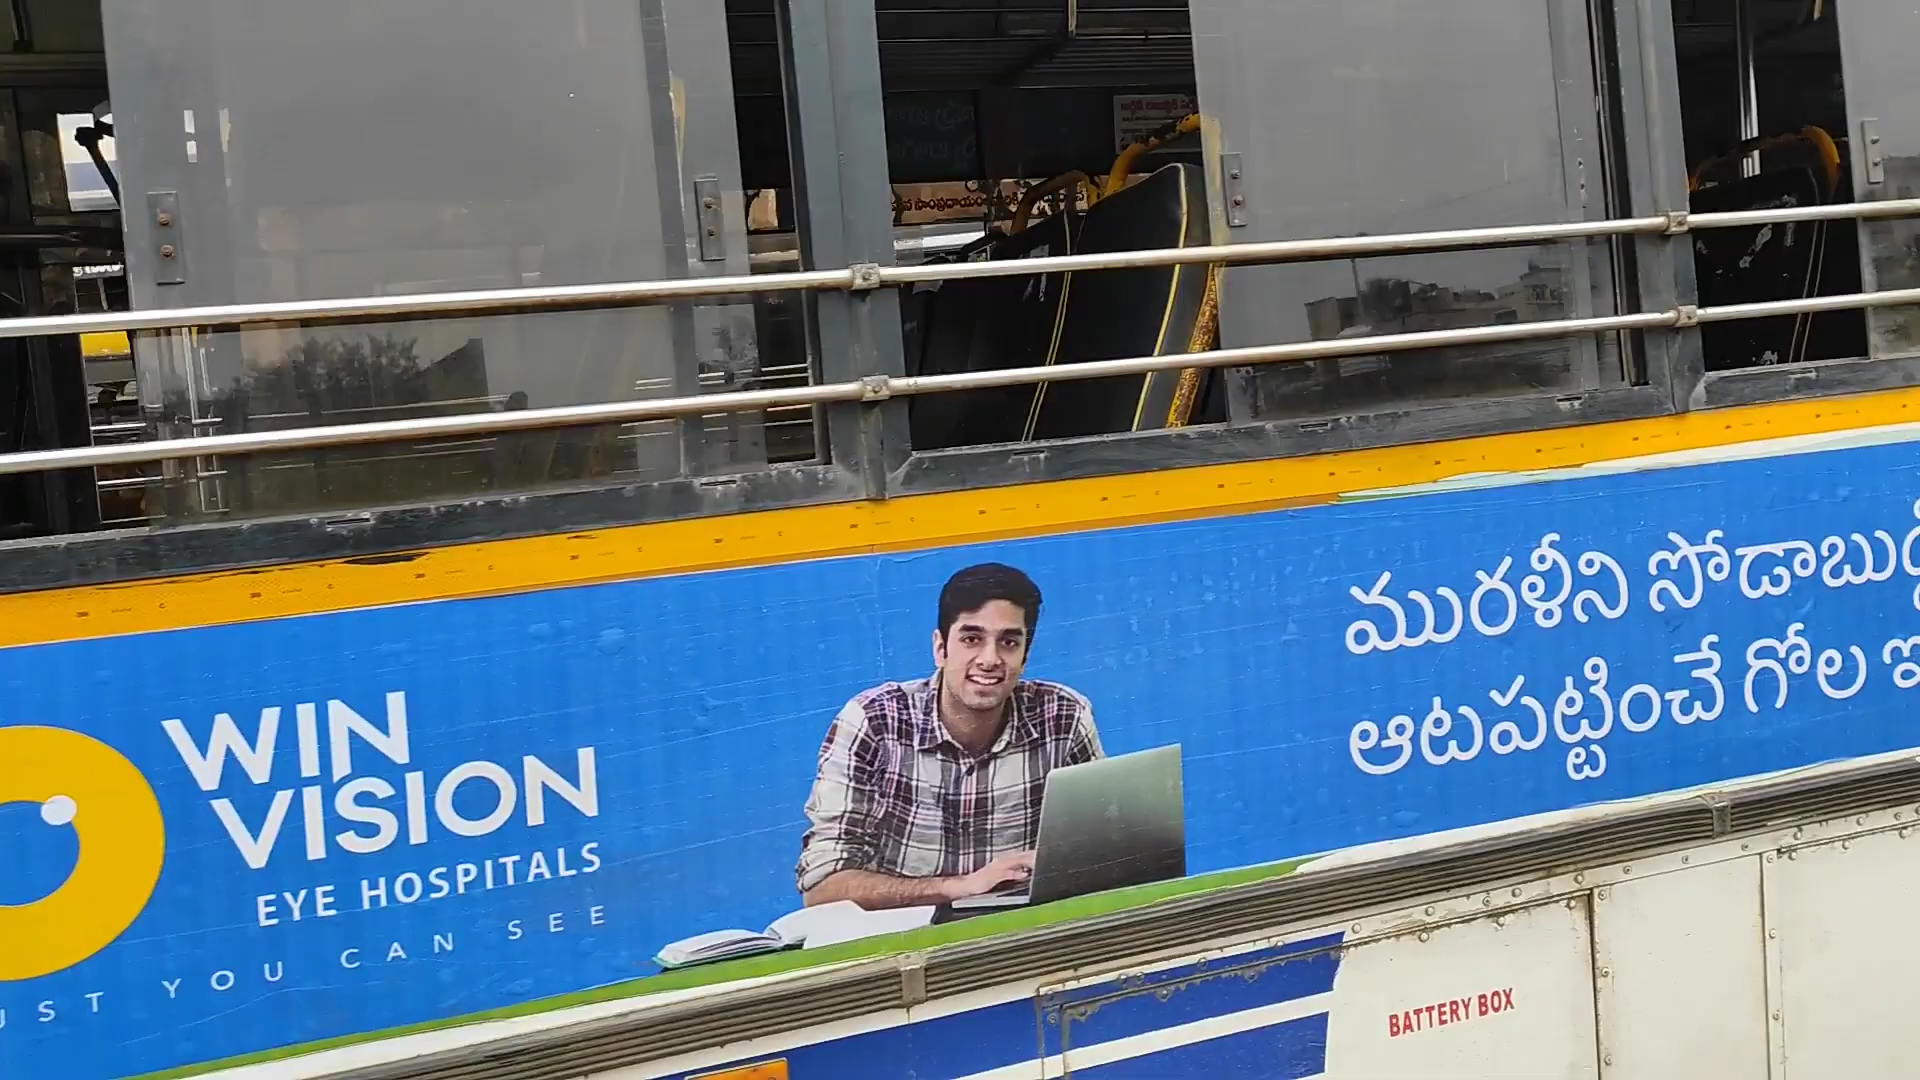 WIN
VISION
EYE HOSPITALS
UST YOU CAN SEE
మురళీని సోడాబుడ్డి
ఆటపట్టించే గోల ఇ
BATTERY BOX